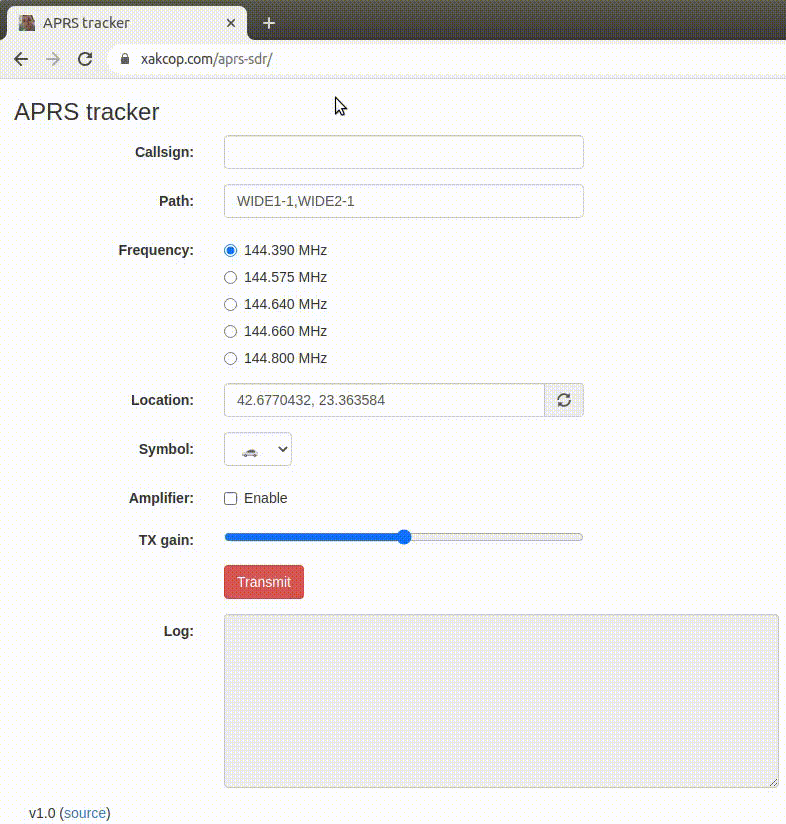 APRS tracker
xakcop.com/aprs-sdr/
APRS tracker
Callsign:
Path: WIDE1-1,WIDE2-1
Frequency: 144.390 MHz
144.575 MHz
144.640 MHz
144.660 MHz
144.800 MHz
Location: 42.6770432, 23.363584
Symbol:
Amplifier: Enable
TX gain:
Transmit
Log:
v1.0 (source)